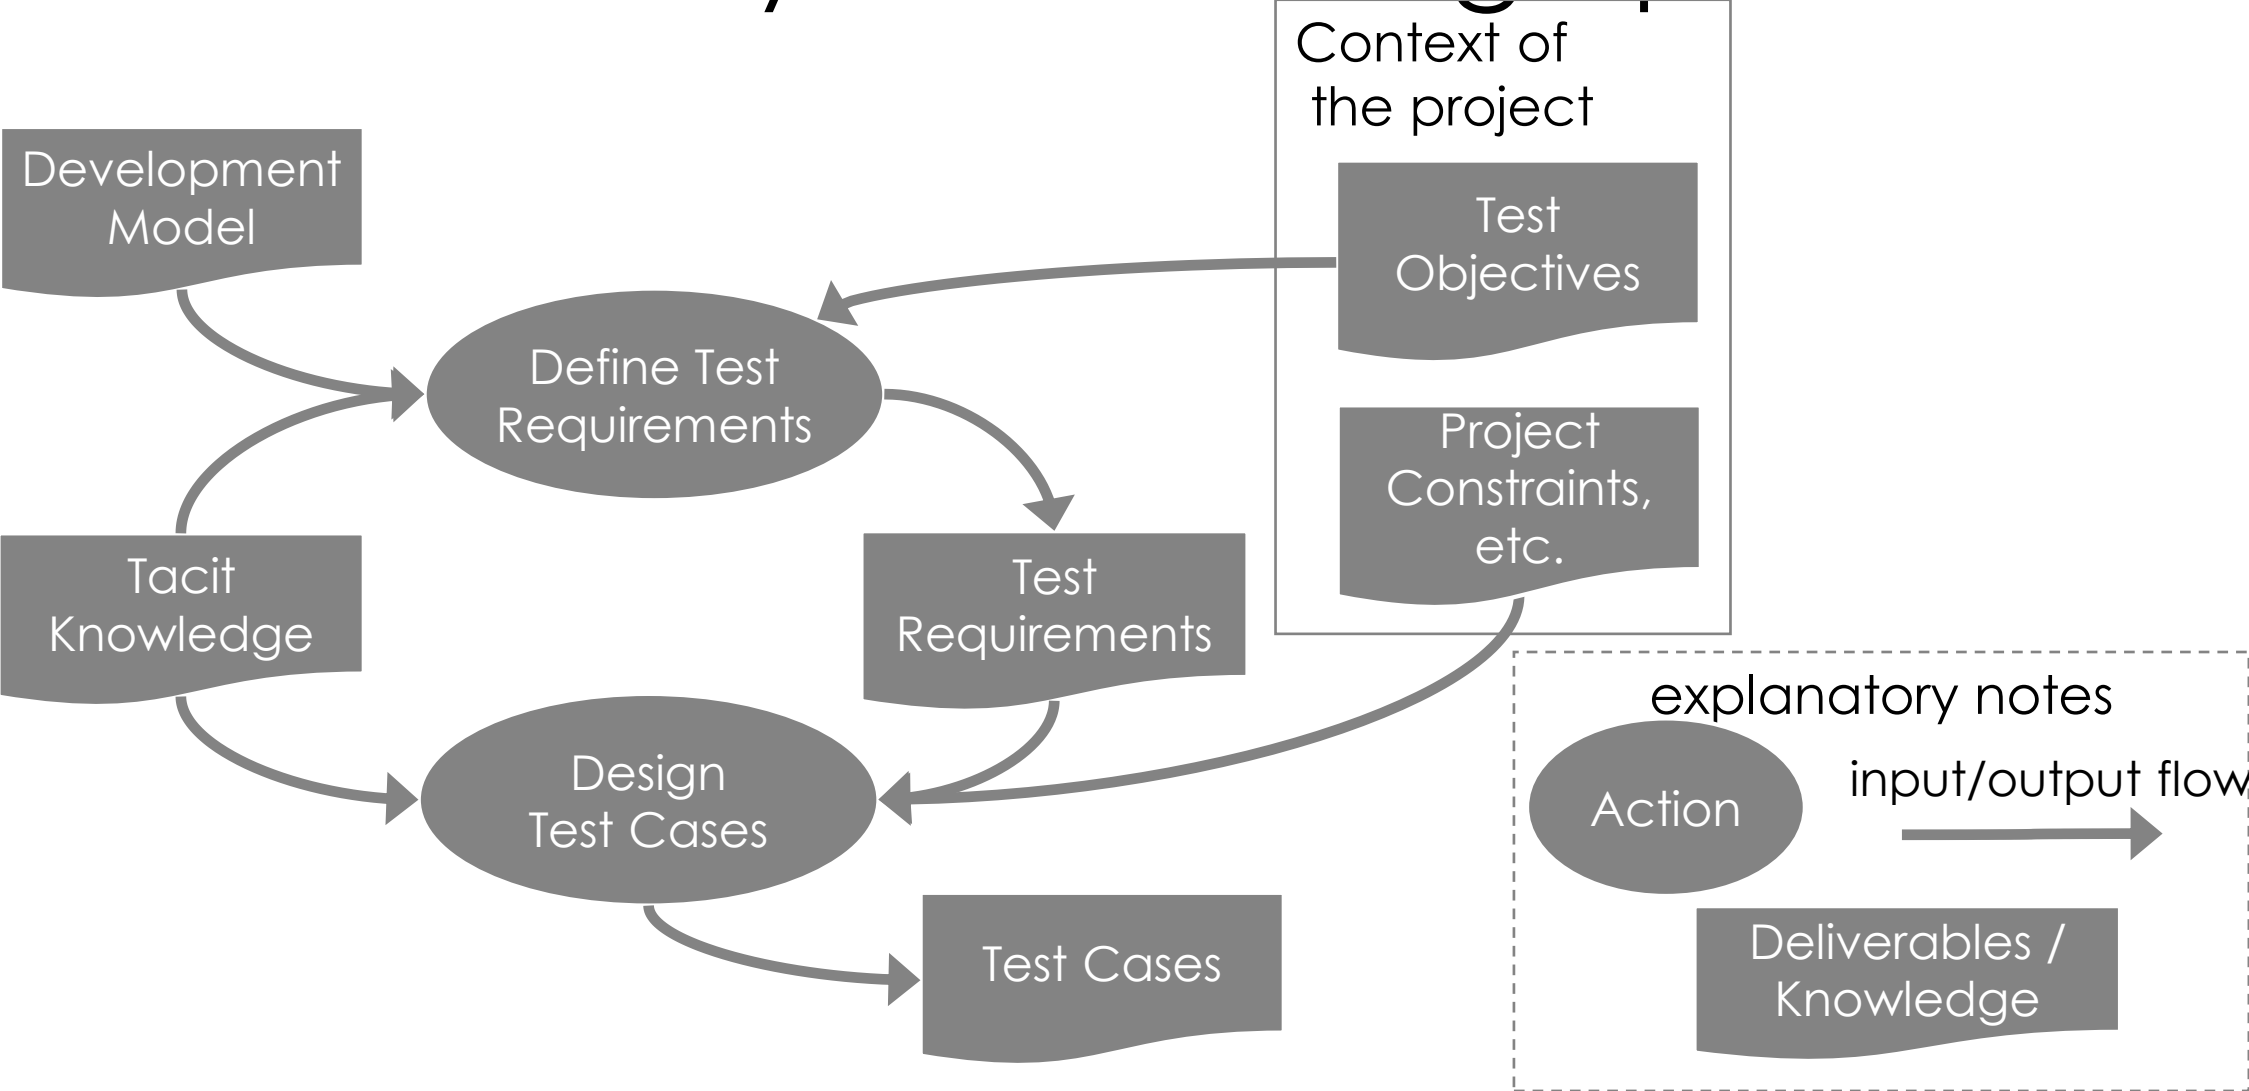 Context of
the project
Development
Model
Test
Objectives
Define Test
Requirements
Project
Constraints,
etc.
Tacit
Knowledge
Test
Requirements
explanatory notes
Design
Test Cases
input/output flow
Action
Test Cases
Deliverables /
Knowledge